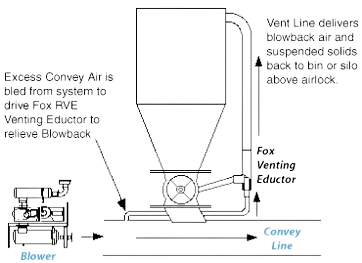 Vent Line delivers
blowback air and
suspended solids
back to bin or silo
above airlock.
Excess Convey Air is
bled from system to
drive Fox RVE
Venting Eductor to
relieve Blowback
Fox
Venting
Eductor
Convey
Line
Blower